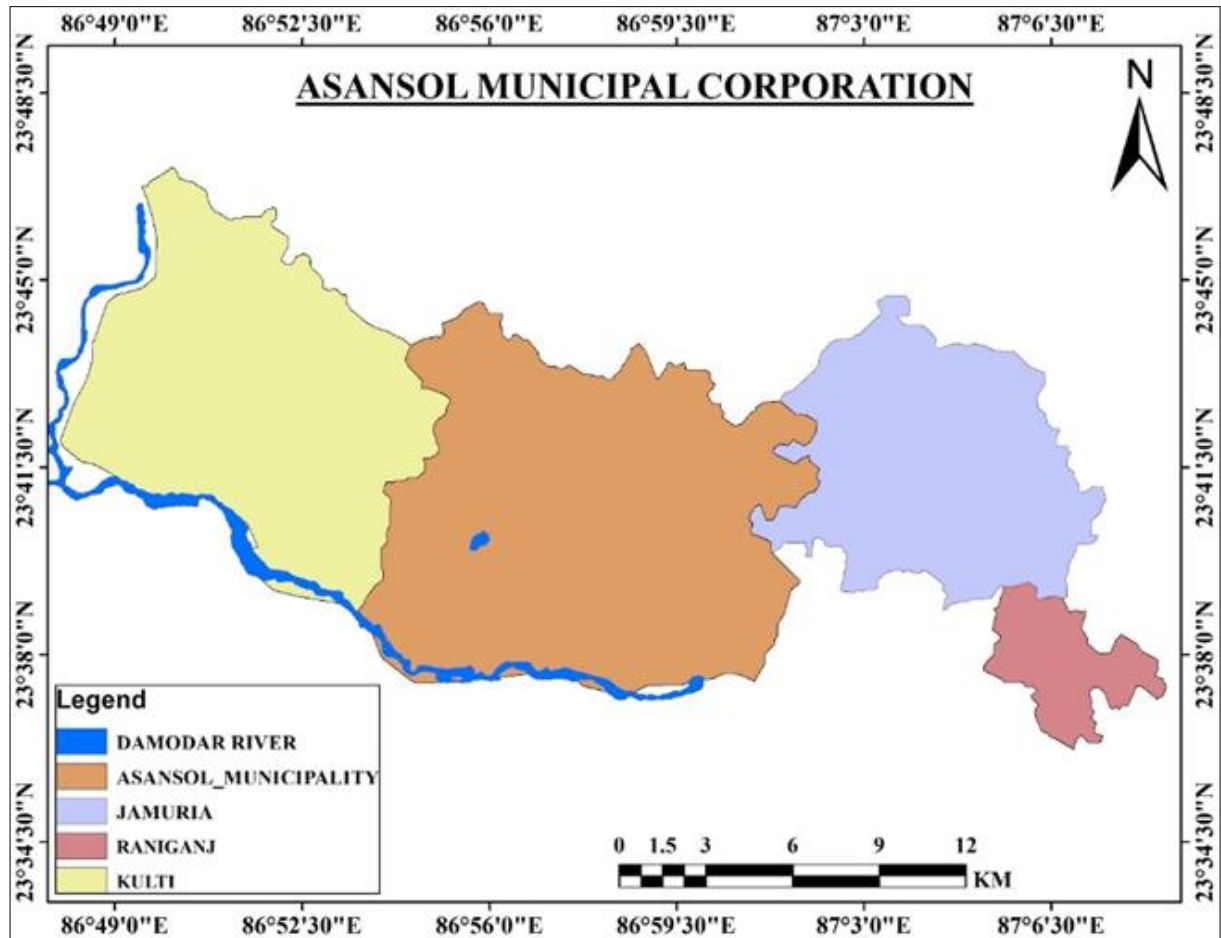 86°49'0"E 86°52'30"E 86°56'0"E 86°59'30"E 87°3'0"E 87°6'30"E
ASANSOL MUNICIPAL CORPORATION
N
23°48'30"N 23°48'30"N
23°45'0"N 23°45'0"N
23°41'30"N 23°41'30"N
23°38'0"N 23°38'0"N
23°34'30"N 23°34'30"N
Legend
DAMODAR RIVER
ASANSOL_MUNICIPALITY
JAMURIA
RANIGANJ
KULTI
0 1.5 3 6 9 12
KM
86°49'0"E 86°52'30"E 86°56'0"E 86°59'30"E 87°3'0"E 87°6'30"E